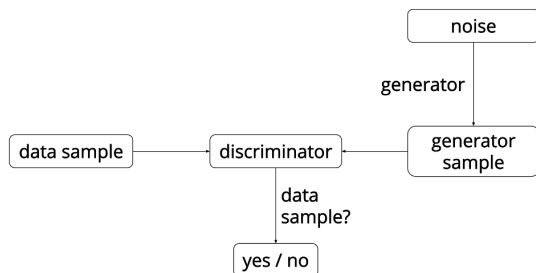 noise
generator
data sample
discriminator
generator
sample
data
sample?
yes / no